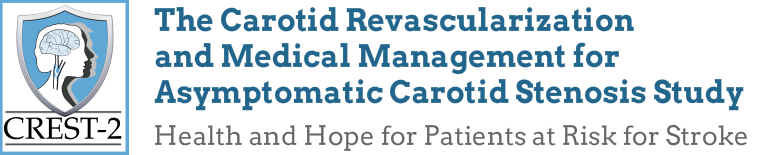 CREST-2
The Carotid Revascularization
and Medical Management for
Asymptomatic Carotid Stenosis Study
Health and Hope for Patients at Risk for Stroke